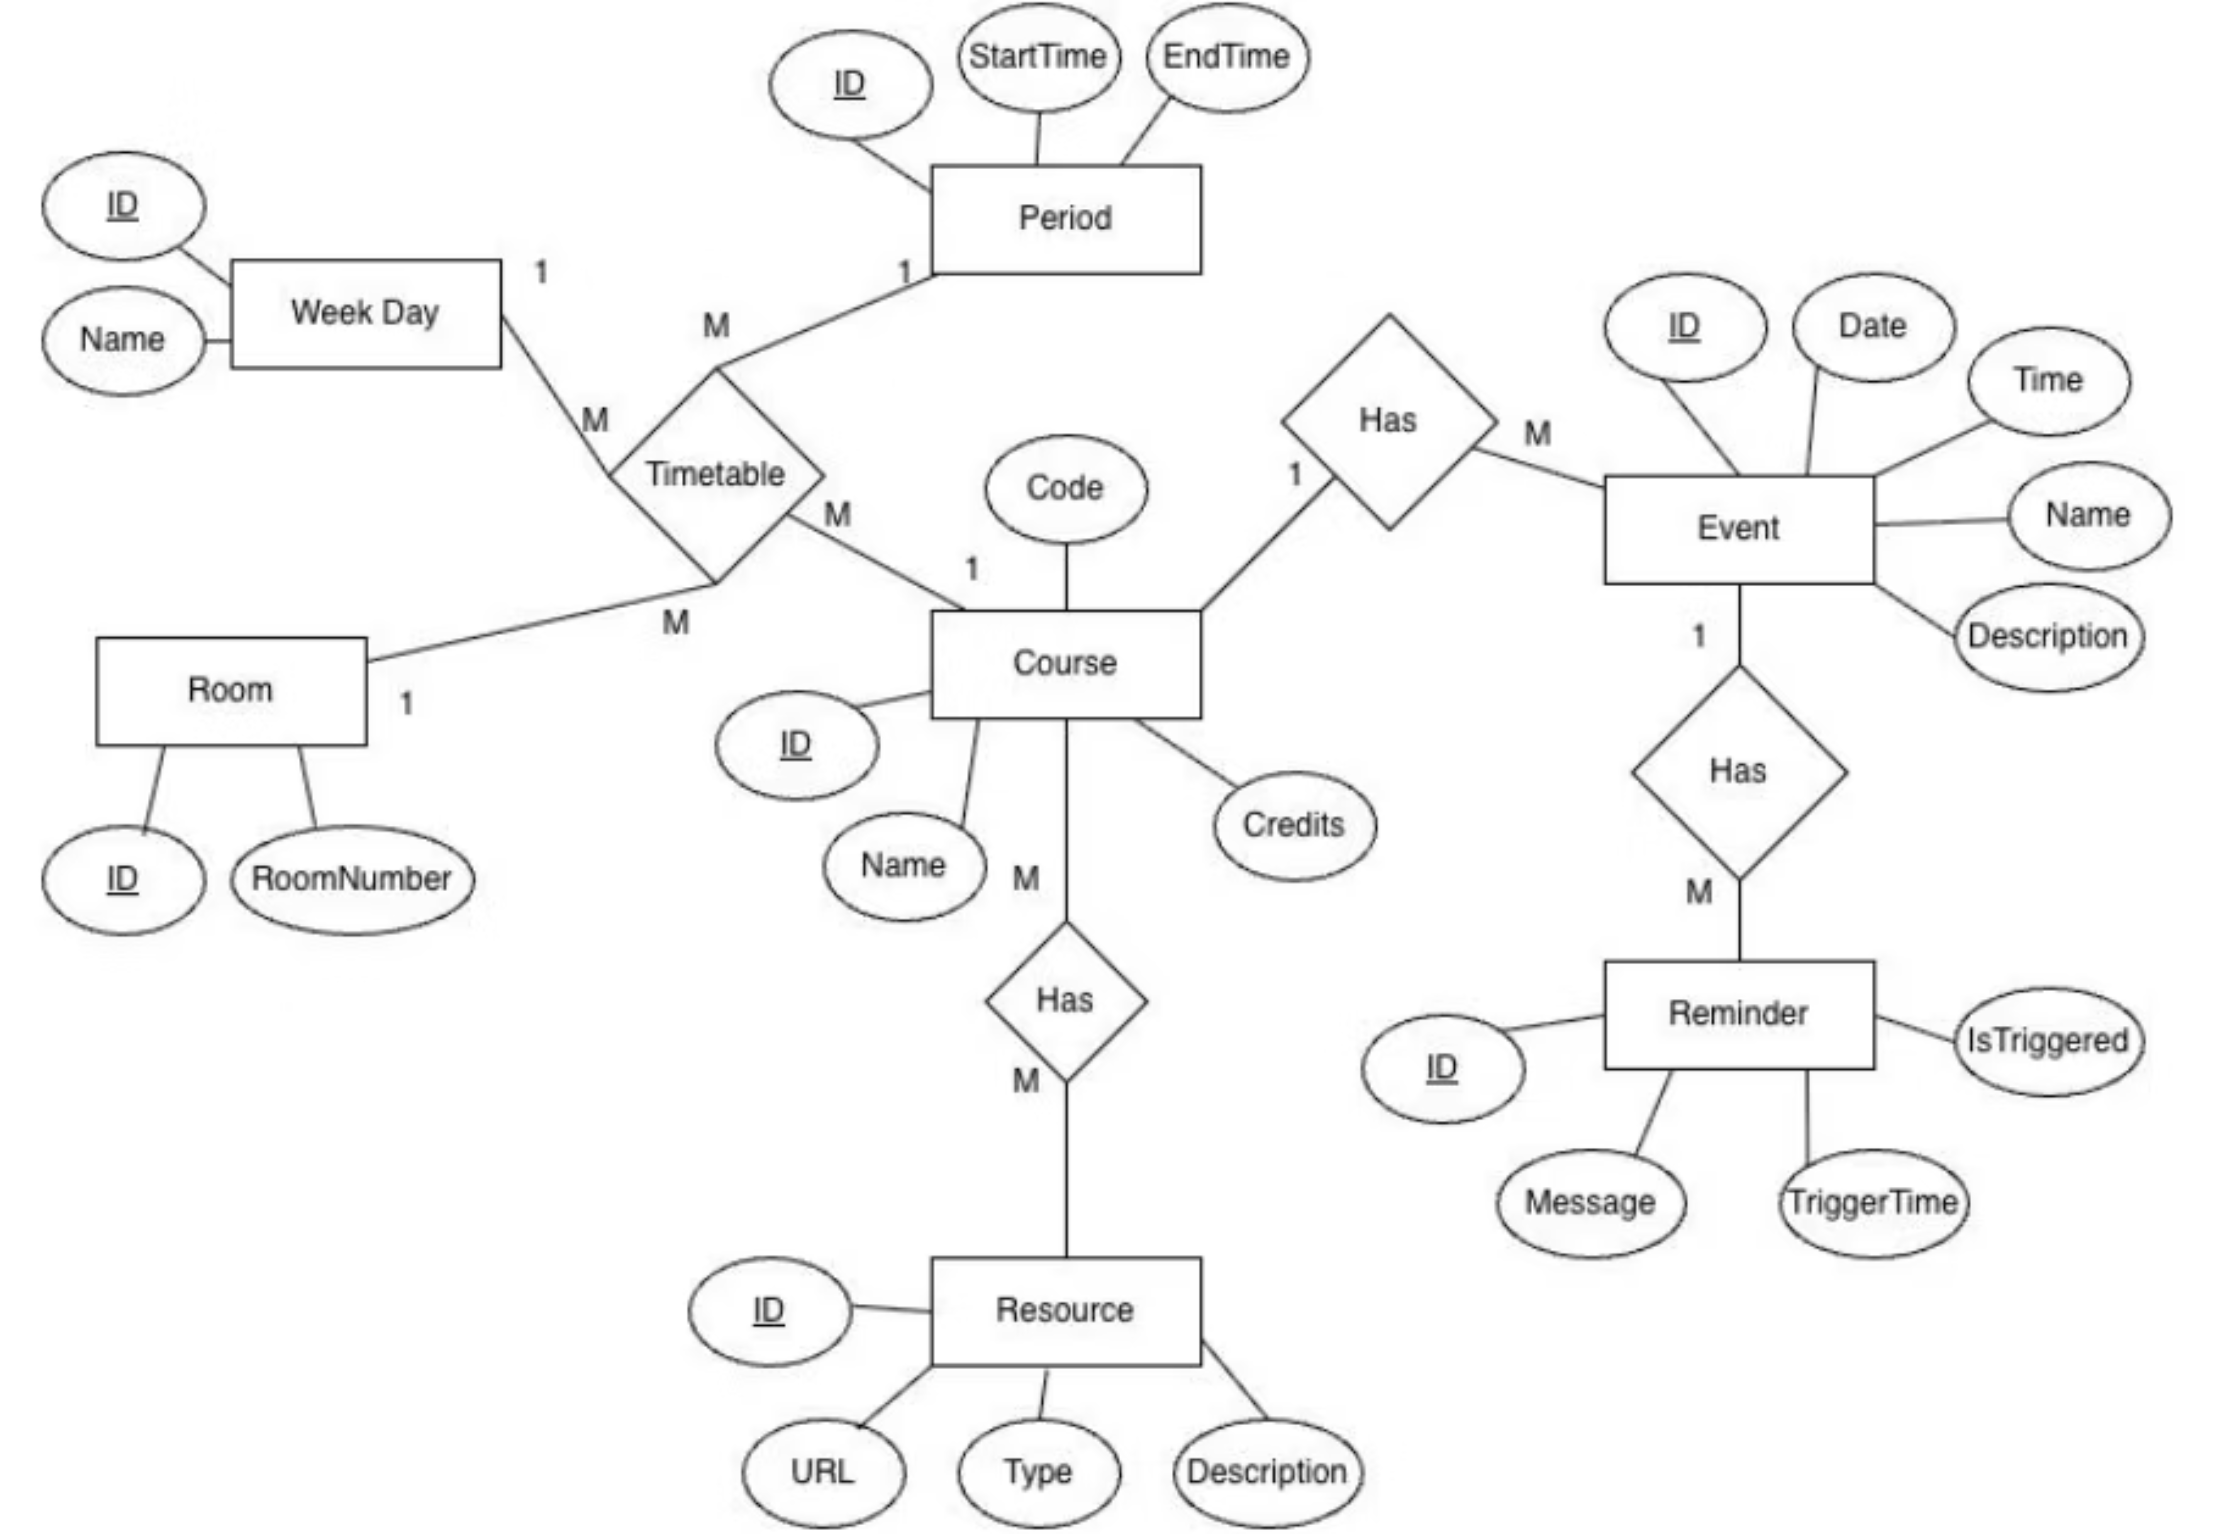 StartTime
EndTime
ID
Period
ID
Week Day
Name
1
1
M
M
Timetable
M
M
1
Room
1
ID
RoomNumber
Code
Course
ID
Name
Credits
Has
1
M
ID
Date
Time
Name
Event
Description
1
Has
M
Reminder
ID
IsTriggered
Message
TriggerTime
M
Has
M
Resource
ID
URL
Type
Description